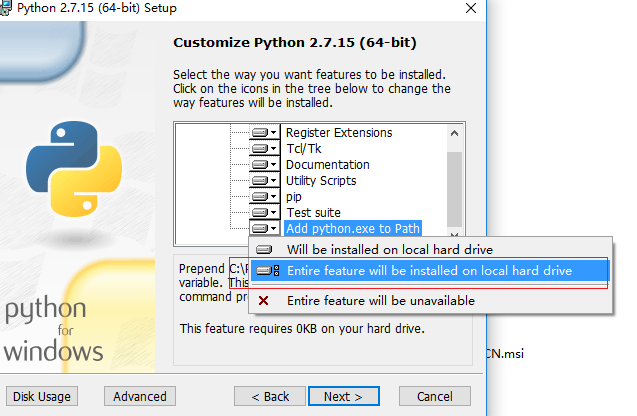 Python 2.7.15 (64-bit) Setup
Customize Python 2.7.15 (64-bit)
Select the way you want features to be installed.
Click on the icons in the tree below to change the
way features will be installed.
Register Extensions
Tcl/Tk
Documentation
Utility Scripts
pip
Test suite
Add python.exe to Path
Will be installed on local hard drive
Entire feature will be installed on local hard drive
Entire feature will be unavailable
Prepend C:\
variable. This
command
This feature requires 0KB on your hard drive.
python
for
windows
CN.msi
Disk Usage
Advanced
< Back
Next >
Cancel